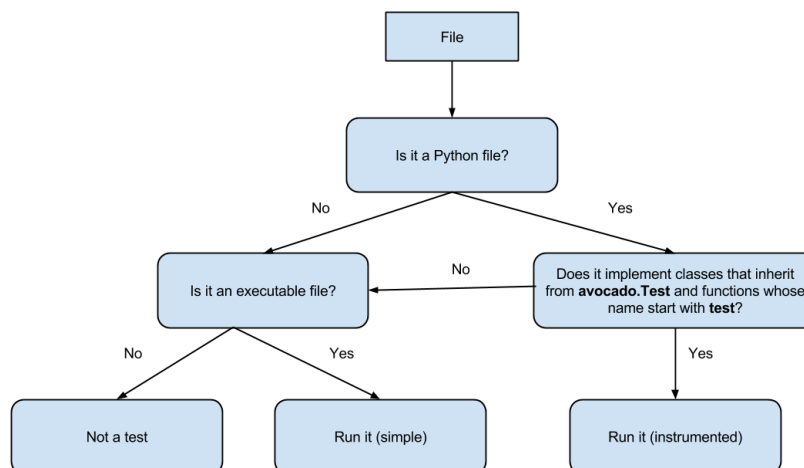 File
Is it a Python file?
No
Yes
Is it an executable file?
No
Does it implement classes that inherit
from avocado.Test and functions whose
name start with test?
No
Yes
Yes
Not a test
Run it (simple)
Run it (instrumented)